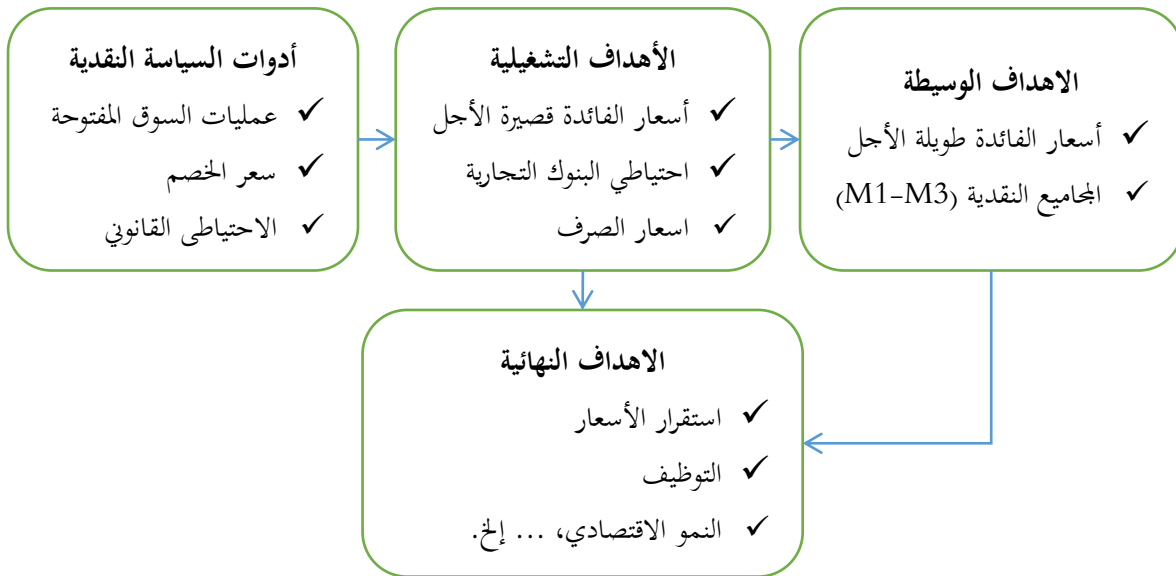 أدوات السياسة النقدية
✓ عمليات السوق المفتوحة
✓ سعر الخصم
✓ الاحتياطى القانوني
الأهداف التشغيلية
✓ أسعار الفائدة قصيرة الأجل
✓ احتياطي البنوك التجارية
✓ اسعار الصرف
الاهداف الوسيطة
✓ أسعار الفائدة طويلة الأجل
✓ المجاميع النقدية (M1-M3)
الاهداف النهائية
✓ استقرار الأسعار
✓ التوظيف
✓ النمو الاقتصادي، ... إلخ.